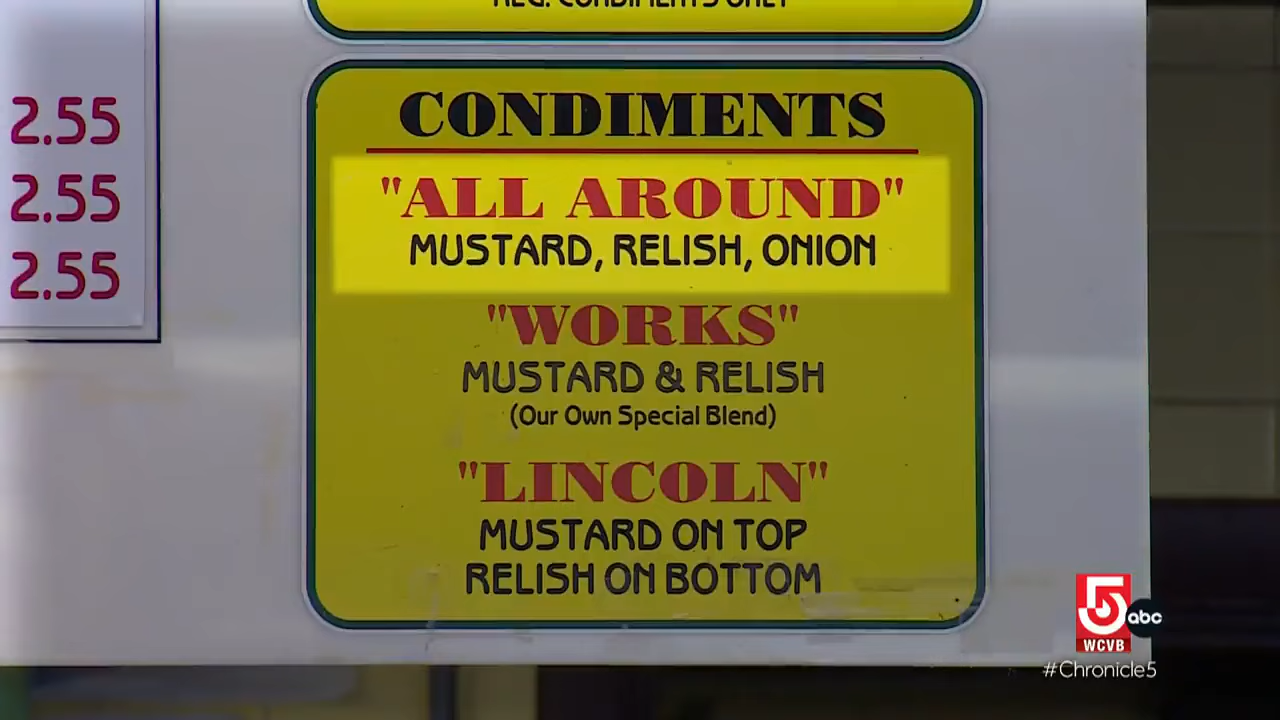 REG. CONDIMENTS ONLY
2.55
2.55
2.55
CONDIMENTS
"ALL AROUND"
MUSTARD, RELISH, ONION
"WORKS"
MUSTARD & RELISH
(Our Own Special Blend)
"LINCOLN"
MUSTARD ON TOP
RELISH ON BOTTOM
5 abc
WCVB
#Chronicle5